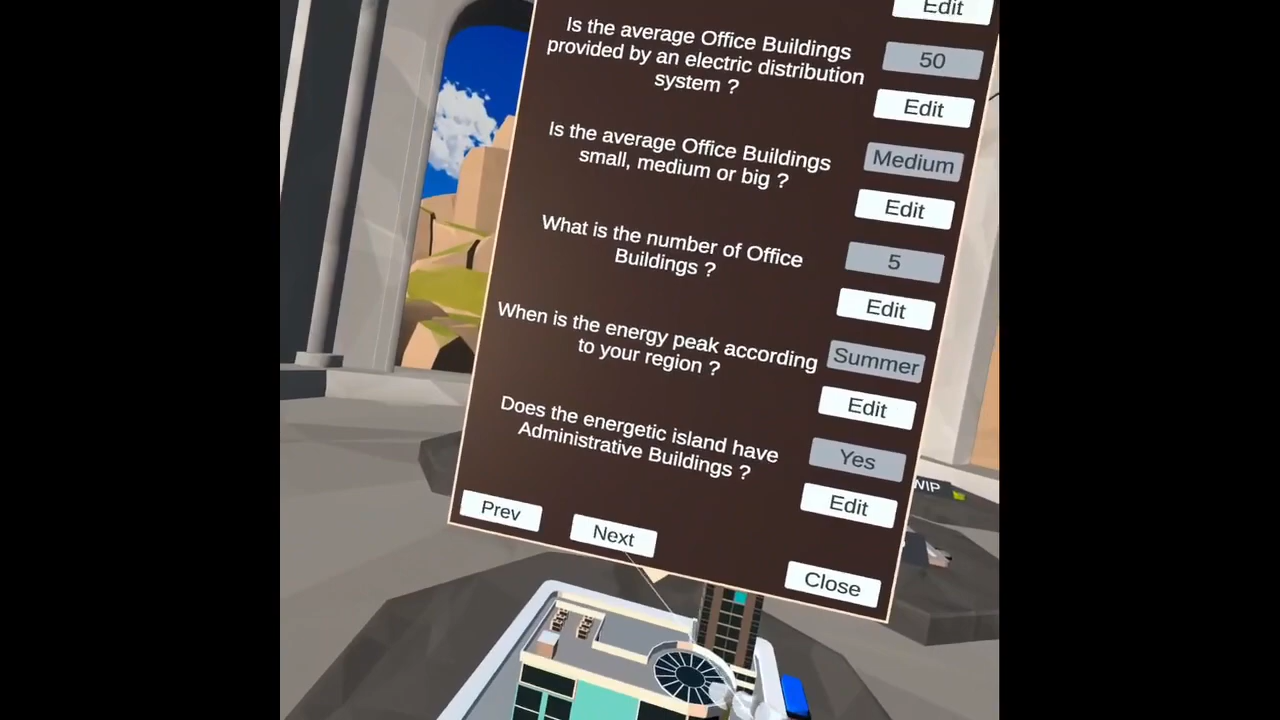 Edit
Is the average Office Buildings
provided by an electric distribution
system ?
50
Edit
Is the average Office Buildings
small, medium or big ?
Medium
Edit
What is the number of Office
Buildings ?
5
Edit
When is the energy peak according
to your region ?
Summer
Edit
Does the energetic island have
Administrative Buildings ?
Yes
Edit
Prev
Next
Close
WIP